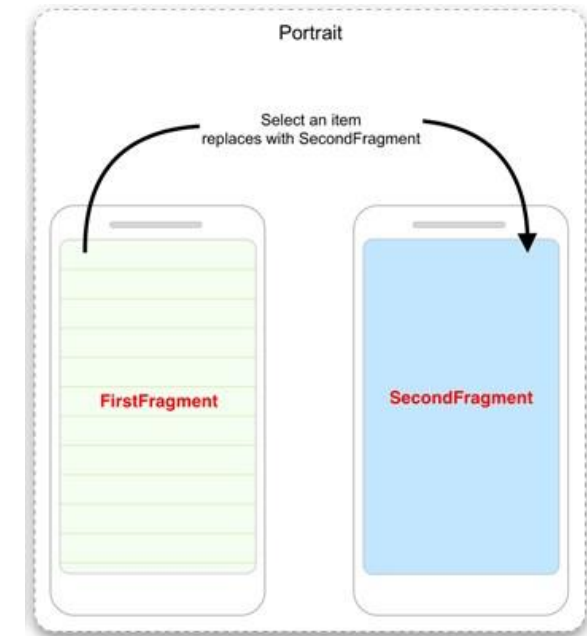 Portrait
Select an item
replaces with SecondFragment
FirstFragment
SecondFragment